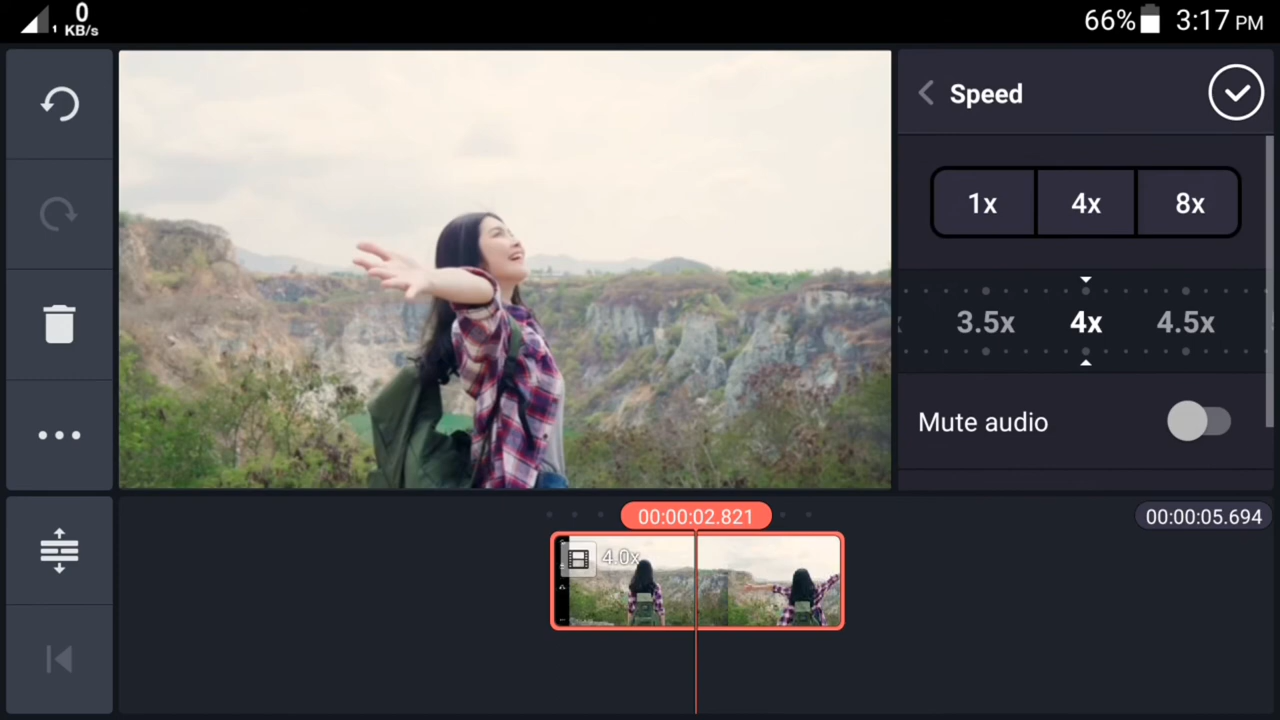 1 0 KB/s
66% 3:17 PM
Speed
1x 4x 8x
3.5x 4x 4.5x
Mute audio
00:00:02.821
00:00:05.694
4.0x